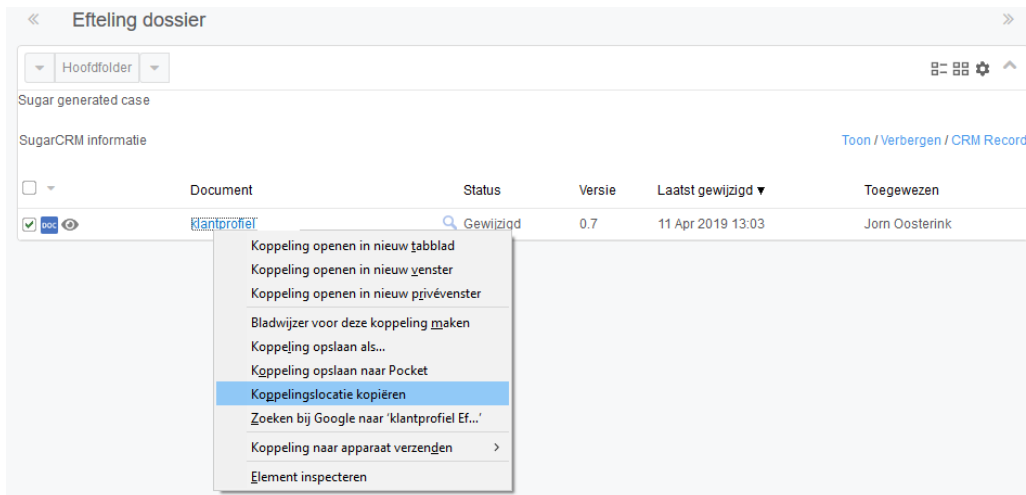 Efteling dossier
Hoofdfolder
Sugar generated case
SugarCRM informatie
Toon / Verbergen / CRM Record
Document Status Versie Laatst gewijzigd ▼ Toegewezen
DOC klantprofiel Gewijzigd 0.7 11 Apr 2019 13:03 Jorn Oosterink
Koppeling openen in nieuw tabblad
Koppeling openen in nieuw venster
Koppeling openen in nieuw privévenster
Bladwijzer voor deze koppeling maken
Koppeling opslaan als...
Koppeling opslaan naar Pocket
Koppelingslocatie kopiëren
Zoeken bij Google naar ‘klantprofiel Ef...’
Koppeling naar apparaat verzenden
Element inspecteren